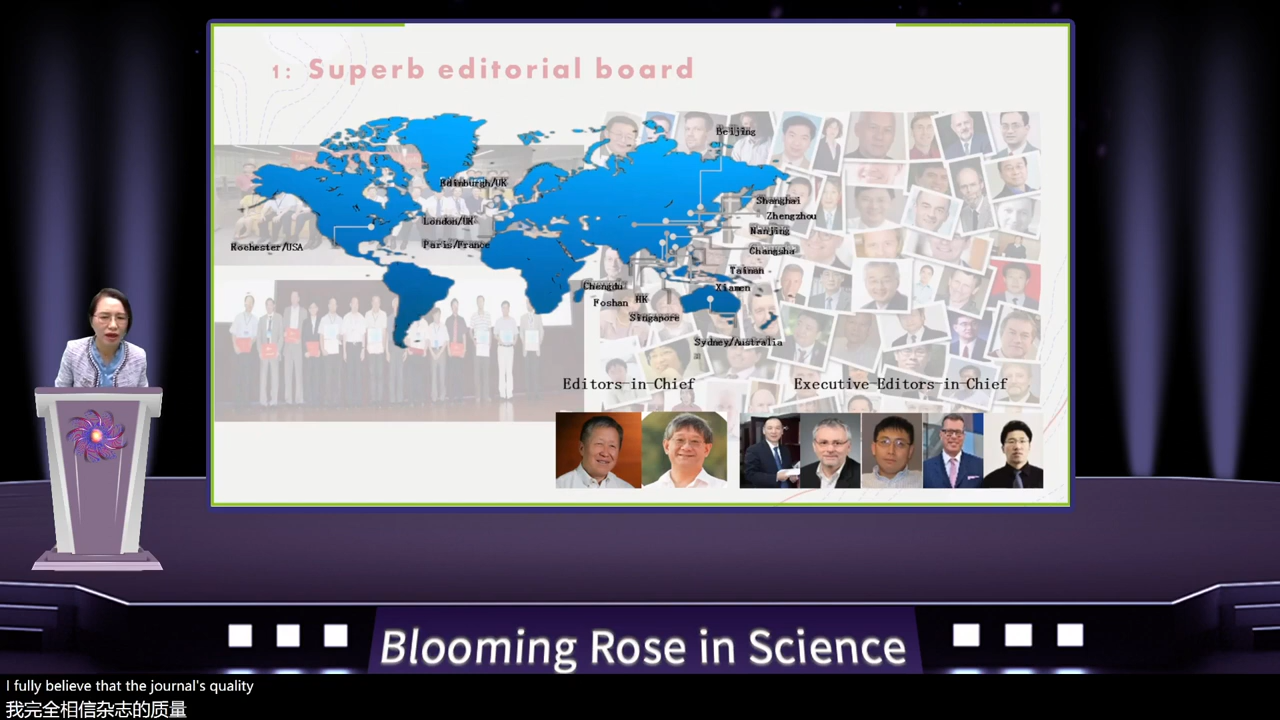 1: Superb editorial board
Beijing
Edinburgh/UK
Shanghai
Zhengzhou
London/UK
Nanjing
Rochester/USA
Paris/France
Changsha
Tainan
Chengdu
Xiamen
Foshan
HK
Singapore
Sydney/Australia
Editors in Chief
Executive Editors in Chief
Blooming Rose in Science
I fully believe that the journal's quality
我完全相信杂志的质量